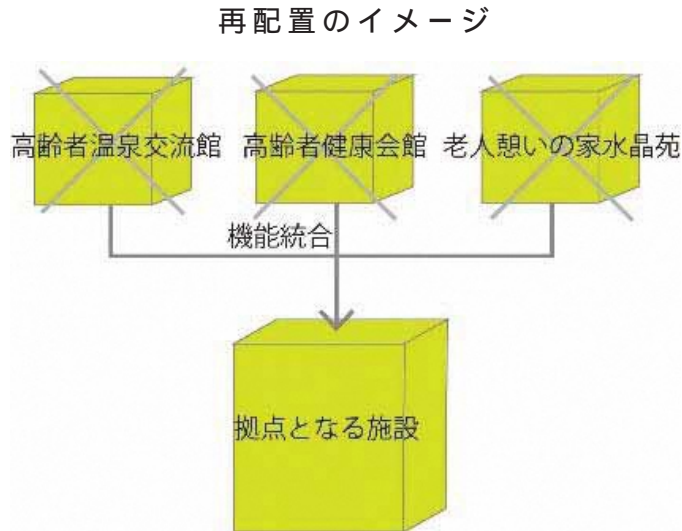 再配置のイメージ
高齢者温泉交流館
高齢者健康会館
老人憩いの家水晶苑
機能統合
拠点となる施設